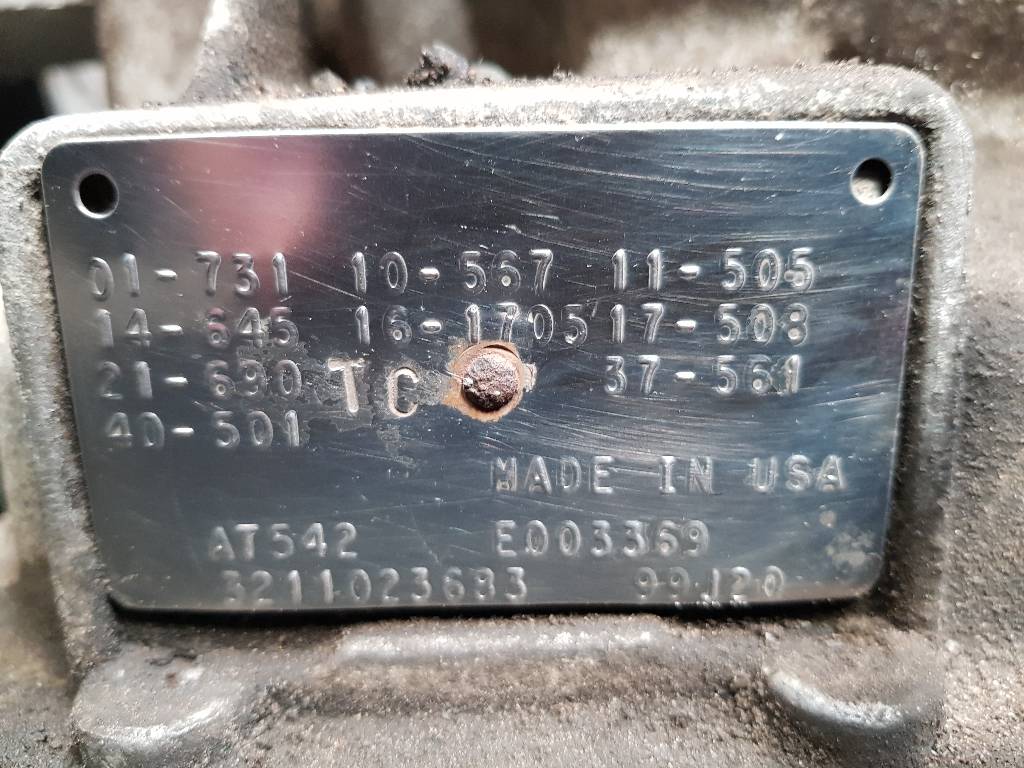 01-731 10-567 11-505
14-645 16-1705 17-508
21-690 TC 37-561
40-501
MADE IN USA
AT542 E003369
3211023683 99J20